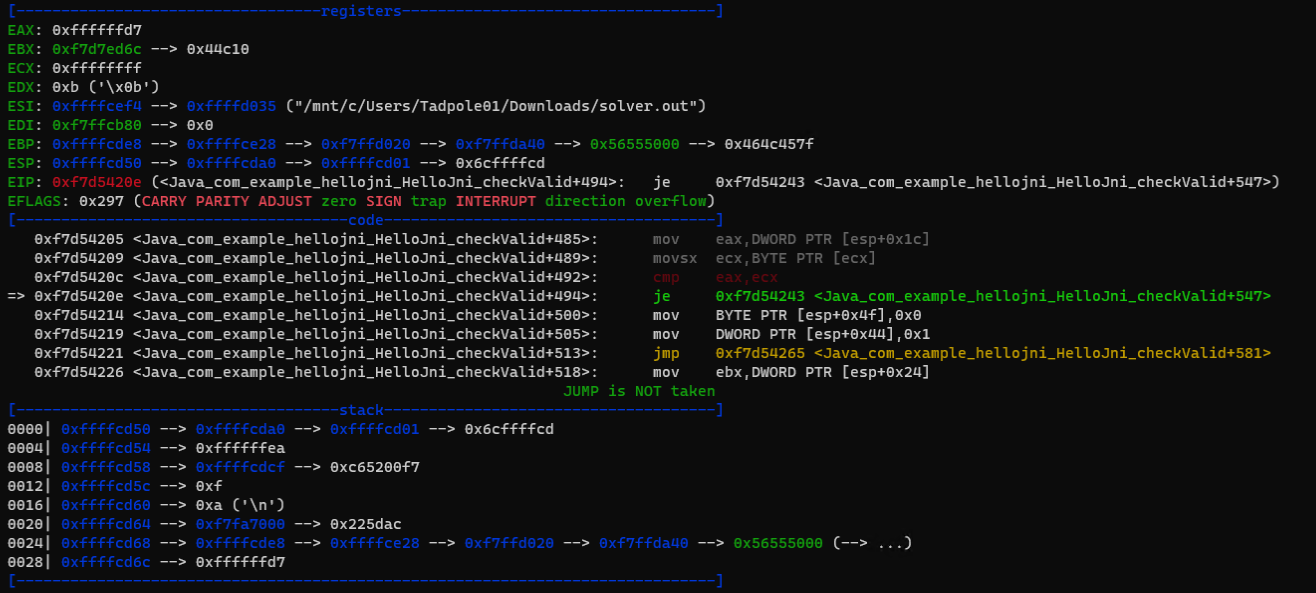 [----------------------------------registers-----------------------------------]
EAX: 0xffffffd7
EBX: 0xf7d7ed6c --> 0x44c10
ECX: 0xffffffff
EDX: 0xb ('\x0b')
ESI: 0xffffcef4 --> 0xffffd035 ("/mnt/c/Users/Tadpole01/Downloads/solver.out")
EDI: 0xf7ffcb80 --> 0x0
EBP: 0xffffcde8 --> 0xffffce28 --> 0xf7ffd020 --> 0xf7ffda40 --> 0x56555000 --> 0x464c457f
ESP: 0xffffcd50 --> 0xffffcda0 --> 0xffffcd01 --> 0x6cffffcd
EIP: 0xf7d5420e (<Java_com_example_hellojni_HelloJni_checkValid+494>:   je     0xf7d54243 <Java_com_example_hellojni_HelloJni_checkValid+547>)
EFLAGS: 0x297 (CARRY PARITY ADJUST zero SIGN trap INTERRUPT direction overflow)
[-------------------------------------code-------------------------------------]
   0xf7d54205 <Java_com_example_hellojni_HelloJni_checkValid+485>:      mov    eax,DWORD PTR [esp+0x1c]
   0xf7d54209 <Java_com_example_hellojni_HelloJni_checkValid+489>:      movsx  ecx,BYTE PTR [ecx]
   0xf7d5420c <Java_com_example_hellojni_HelloJni_checkValid+492>:      cmp    eax,ecx
=> 0xf7d5420e <Java_com_example_hellojni_HelloJni_checkValid+494>:      je     0xf7d54243 <Java_com_example_hellojni_HelloJni_checkValid+547>
   0xf7d54214 <Java_com_example_hellojni_HelloJni_checkValid+500>:      mov    BYTE PTR [esp+0x4f],0x0
   0xf7d54219 <Java_com_example_hellojni_HelloJni_checkValid+505>:      mov    DWORD PTR [esp+0x44],0x1
   0xf7d54221 <Java_com_example_hellojni_HelloJni_checkValid+513>:      jmp    0xf7d54265 <Java_com_example_hellojni_HelloJni_checkValid+581>
   0xf7d54226 <Java_com_example_hellojni_HelloJni_checkValid+518>:      mov    ebx,DWORD PTR [esp+0x24]
JUMP is NOT taken
[------------------------------------stack-------------------------------------]
0000| 0xffffcd50 --> 0xffffcda0 --> 0xffffcd01 --> 0x6cffffcd
0004| 0xffffcd54 --> 0xffffffea
0008| 0xffffcd58 --> 0xffffcdcf --> 0xc65200f7
0012| 0xffffcd5c --> 0xf
0016| 0xffffcd60 --> 0xa ('\n')
0020| 0xffffcd64 --> 0xf7fa7000 --> 0x225dac
0024| 0xffffcd68 --> 0xffffcde8 --> 0xffffce28 --> 0xf7ffd020 --> 0xf7ffda40 --> 0x56555000 (--> ...)
0028| 0xffffcd6c --> 0xffffffd7
[------------------------------------------------------------------------------]